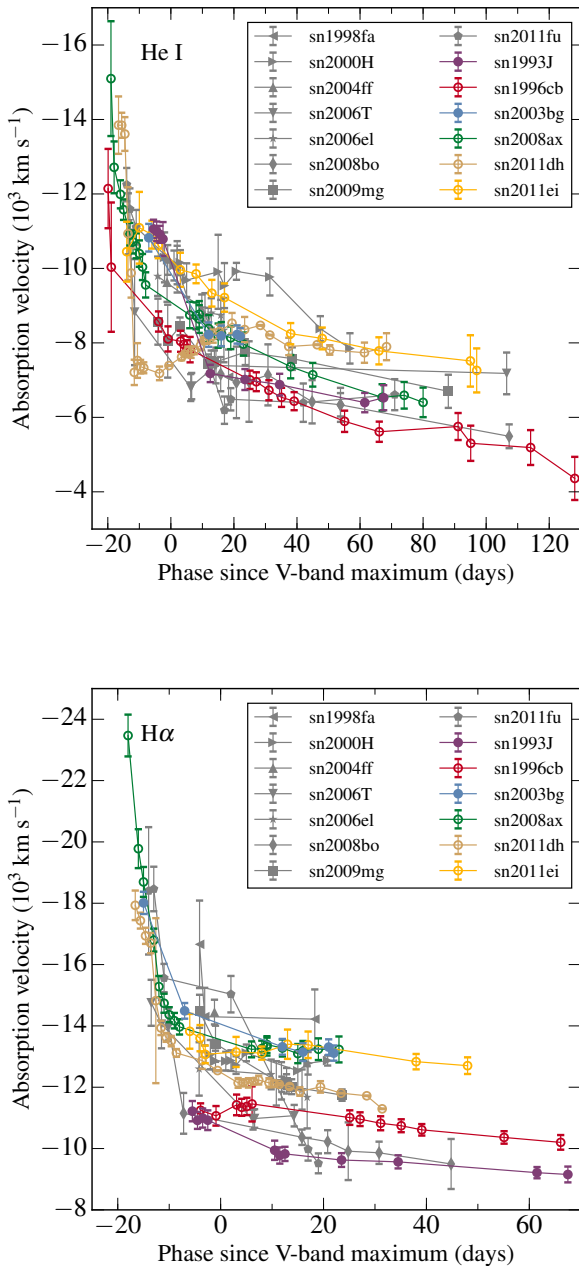 −16
−14
−12
−10
−8
−6
−4
Absorption velocity (10³ km s⁻¹)
He I
sn1998fa
sn2000H
sn2004ff
sn2006T
sn2006el
sn2008bo
sn2009mg
sn2011fu
sn1993J
sn1996cb
sn2003bg
sn2008ax
sn2011dh
sn2011ei
−20 0 20 40 60 80 100 120
Phase since V-band maximum (days)
−24
−22
−20
−18
−16
−14
−12
−10
−8
Absorption velocity (10³ km s⁻¹)
Hα
sn1998fa
sn2000H
sn2004ff
sn2006T
sn2006el
sn2008bo
sn2009mg
sn2011fu
sn1993J
sn1996cb
sn2003bg
sn2008ax
sn2011dh
sn2011ei
−20 0 20 40 60
Phase since V-band maximum (days)